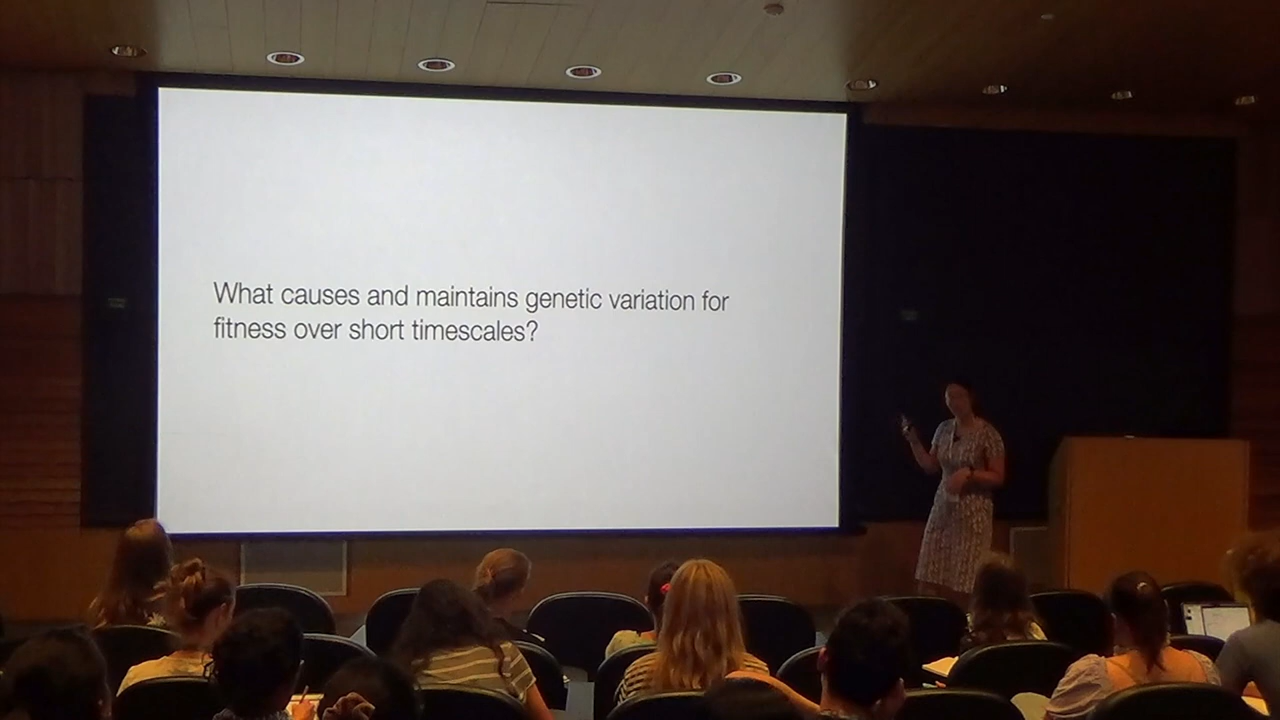 What causes and maintains genetic variation for
fitness over short timescales?